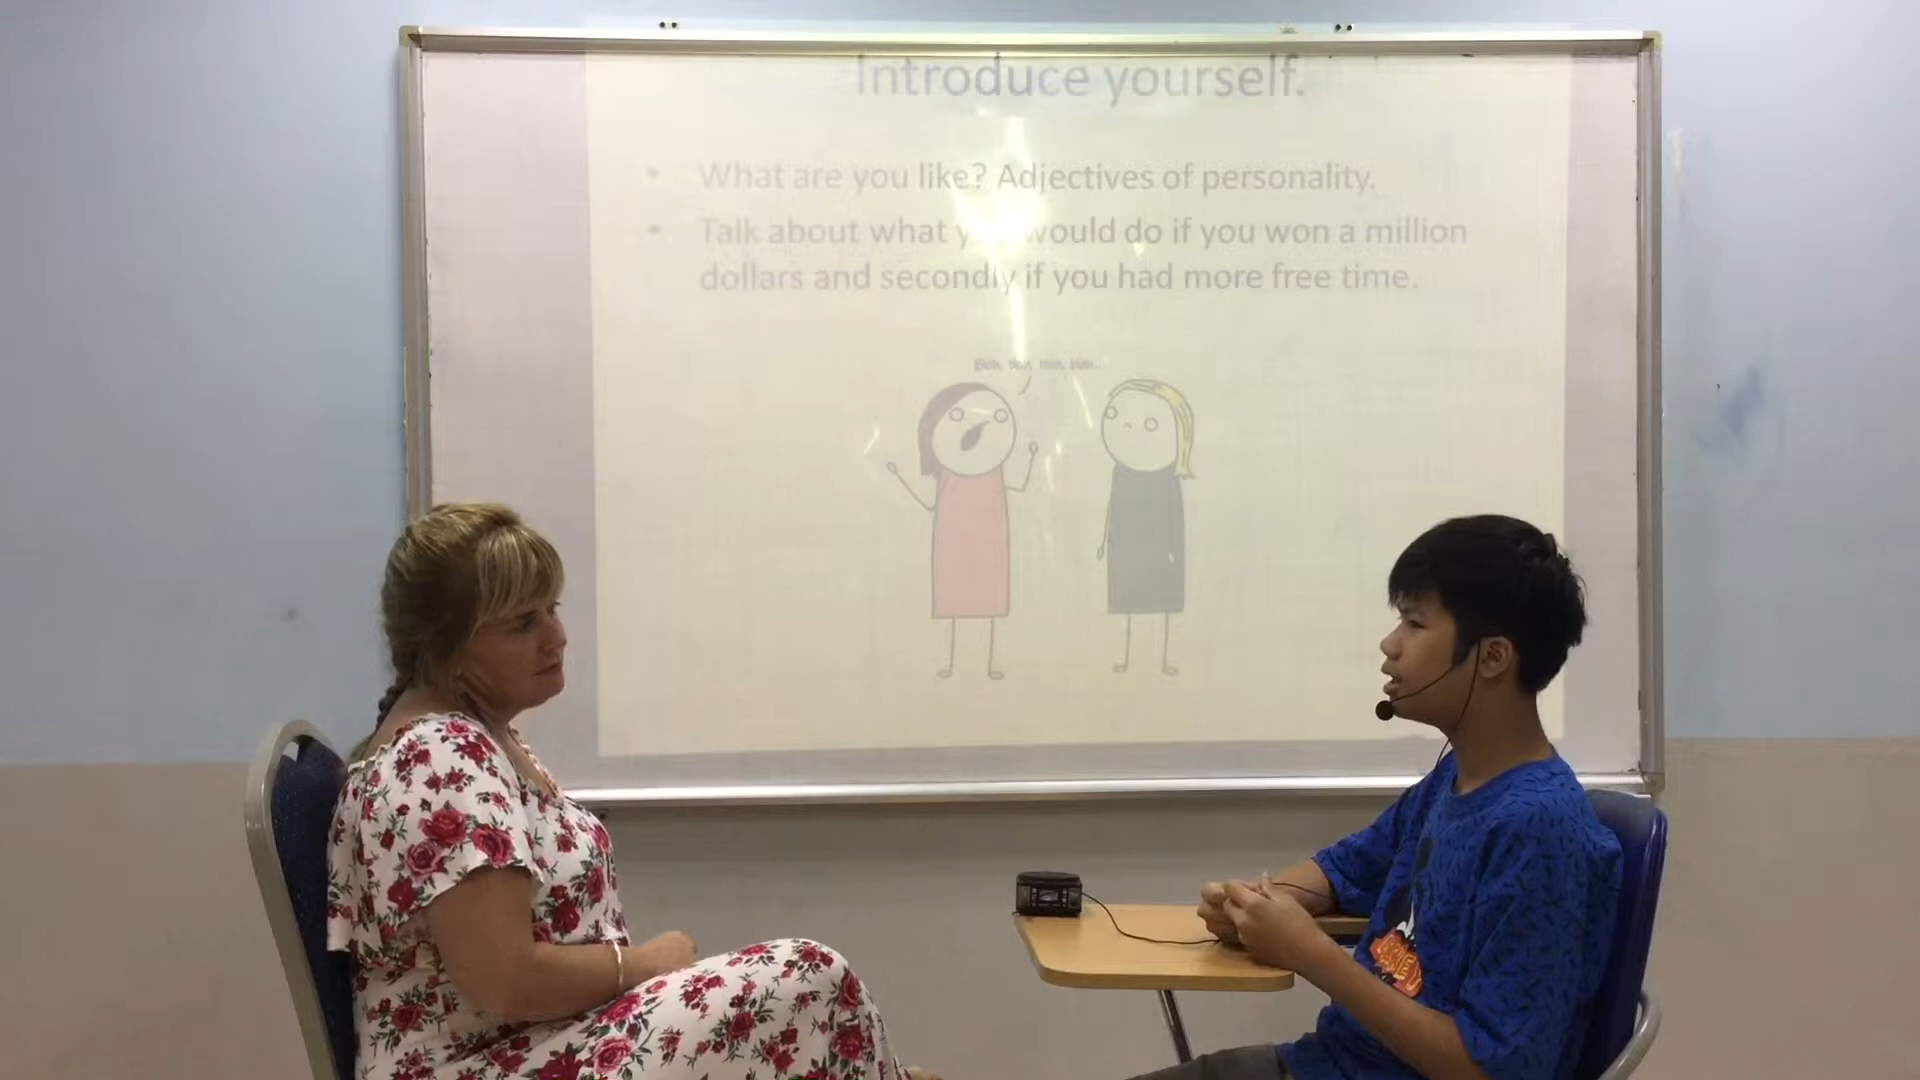 Introduce yourself.
• What are you like? Adjectives of personality.
• Talk about what would do if you won a million
dollars and secondly if you had more free time.